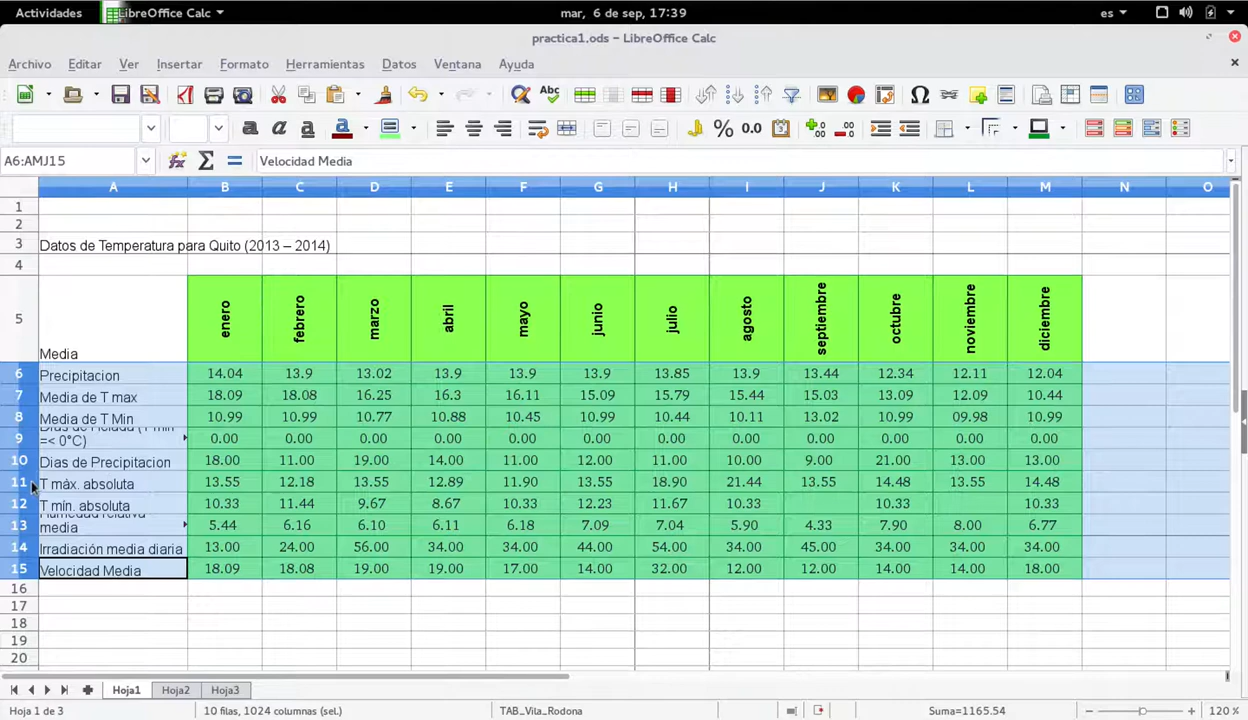 Actividades LibreOffice Calc mar, 6 de sep, 17:39 es
practica1.ods – LibreOffice Calc
Archivo Editar Ver Insertar Formato Herramientas Datos Ventana Ayuda
A6:AMJ15 Velocidad Media
A B C D E F G H I J K L M N O
1
2
3 Datos de Temperatura para Quito (2013 – 2014)
4
5 Media enero febrero marzo abril mayo junio julio agosto septiembre octubre noviembre diciembre
6 Precipitacion 14.04 13.9 13.02 13.9 13.9 13.9 13.85 13.9 13.44 12.34 12.11 12.04
7 Media de T max 18.09 18.08 16.25 16.3 16.11 15.09 15.79 15.44 15.03 13.09 12.09 10.44
8 Media de T Min 10.99 10.99 10.77 10.88 10.45 10.99 10.44 10.11 13.02 10.99 09.98 10.99
9 Dias de Helada (T min =< 0°C) 0.00 0.00 0.00 0.00 0.00 0.00 0.00 0.00 0.00 0.00 0.00 0.00
10 Dias de Precipitacion 18.00 11.00 19.00 14.00 11.00 12.00 11.00 10.00 9.00 21.00 13.00 13.00
11 T màx. absoluta 13.55 12.18 13.55 12.89 11.90 13.55 18.90 21.44 13.55 14.48 13.55 14.48
12 T mín. absoluta 10.33 11.44 9.67 8.67 10.33 12.23 11.67 10.33 10.33 10.33
13 Humedad relativa media 5.44 6.16 6.10 6.11 6.18 7.09 7.04 5.90 4.33 7.90 8.00 6.77
14 Irradiación media diaria 13.00 24.00 56.00 34.00 34.00 44.00 54.00 34.00 45.00 34.00 34.00 34.00
15 Velocidad Media 18.09 18.08 19.00 19.00 17.00 14.00 32.00 12.00 12.00 14.00 14.00 18.00
16
17
18
19
20
Hoja1 Hoja2 Hoja3
Hoja 1 de 3 10 filas, 1024 columnas (sel.) TAB_Vila_Rodona Suma=1165.54 120 %